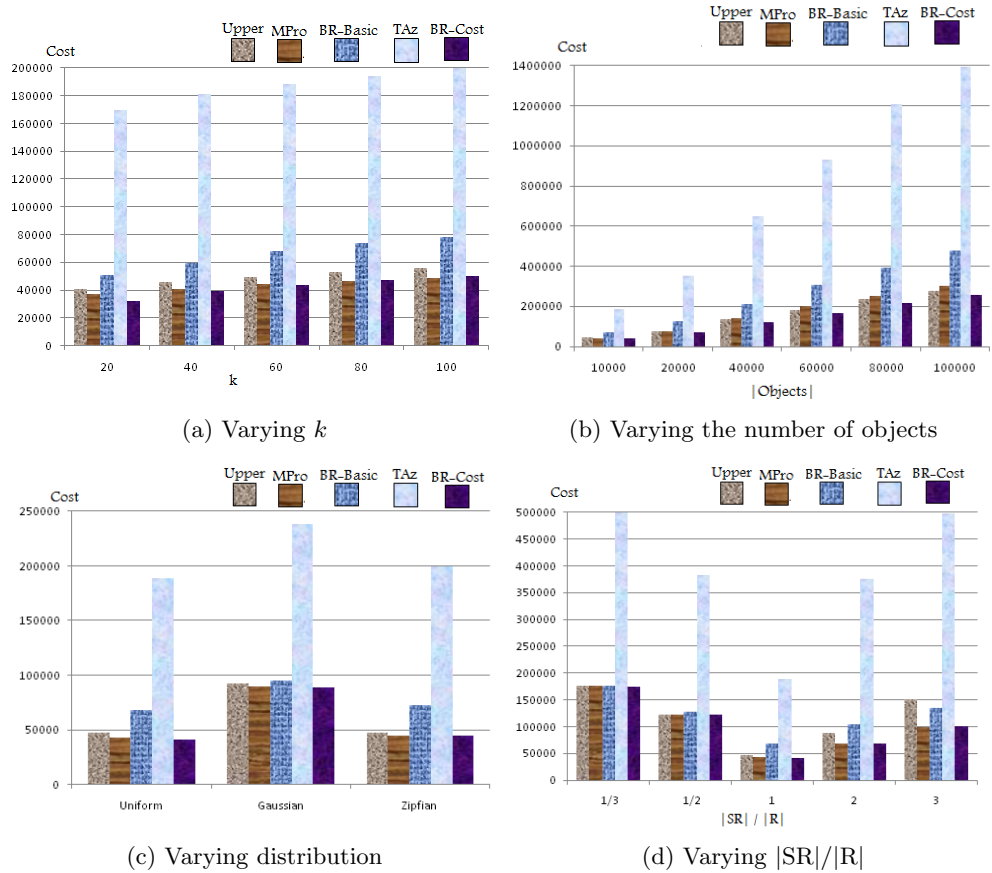 Upper MPro BR-Basic TAz BR-Cost
Cost
200000
180000
160000
140000
120000
100000
80000
60000
40000
20000
0
20 40 60 80 100
k
(a) Varying k
Upper MPro BR-Basic TAz BR-Cost
Cost
1400000
1200000
1000000
800000
600000
400000
200000
0
10000 20000 40000 60000 80000 100000
|Objects|
(b) Varying the number of objects
Upper MPro BR-Basic TAz BR-Cost
Cost
250000
200000
150000
100000
50000
0
Uniform Gaussian Zipfian
(c) Varying distribution
Upper MPro BR-Basic TAz BR-Cost
Cost
500000
450000
400000
350000
300000
250000
200000
150000
100000
50000
0
1/3 1/2 1 2 3
|SR| / |R|
(d) Varying |SR|/|R|